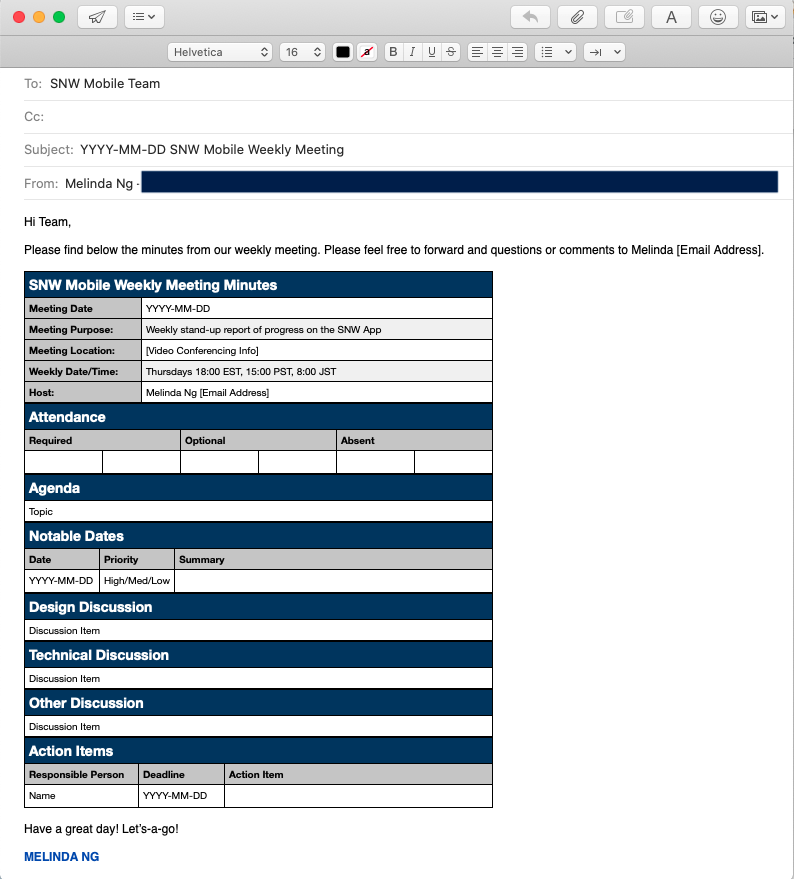 Helvetica 16 a B I U S A
To: SNW Mobile Team
Cc:
Subject: YYYY-MM-DD SNW Mobile Weekly Meeting
From: Melinda Ng -
Hi Team,
Please find below the minutes from our weekly meeting. Please feel free to forward and questions or comments to Melinda [Email Address].
SNW Mobile Weekly Meeting Minutes
Meeting Date YYYY-MM-DD
Meeting Purpose: Weekly stand-up report of progress on the SNW App
Meeting Location: [Video Conferencing Info]
Weekly Date/Time: Thursdays 18:00 EST, 15:00 PST, 8:00 JST
Host: Melinda Ng [Email Address]
Attendance
Required Optional Absent
Agenda
Topic
Notable Dates
Date Priority Summary
YYYY-MM-DD High/Med/Low
Design Discussion
Discussion Item
Technical Discussion
Discussion Item
Other Discussion
Discussion Item
Action Items
Responsible Person Deadline Action Item
Name YYYY-MM-DD
Have a great day! Let's-a-go!
MELINDA NG